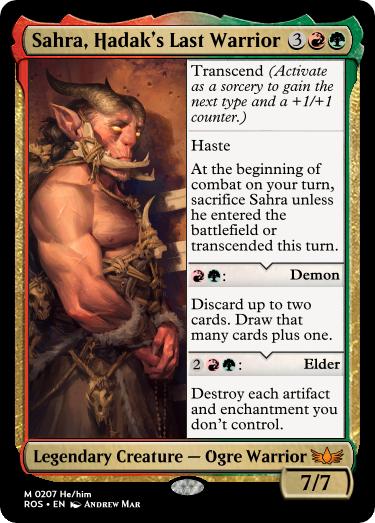 Sahra, Ḥadak's Last Warrior 3
Transcend (Activate
as a sorcery to gain the
next type and a +1/+1
counter.)
Haste
At the beginning of
combat on your turn,
sacrifice Sahra unless
he entered the
battlefield or
transcended this turn.
: Demon
Discard up to two
cards. Draw that
many cards plus one.
2 : Elder
Destroy each artifact
and enchantment you
don't control.
Legendary Creature — Ogre Warrior
7/7
M 0207 He/him
ROS • EN Andrew Mar